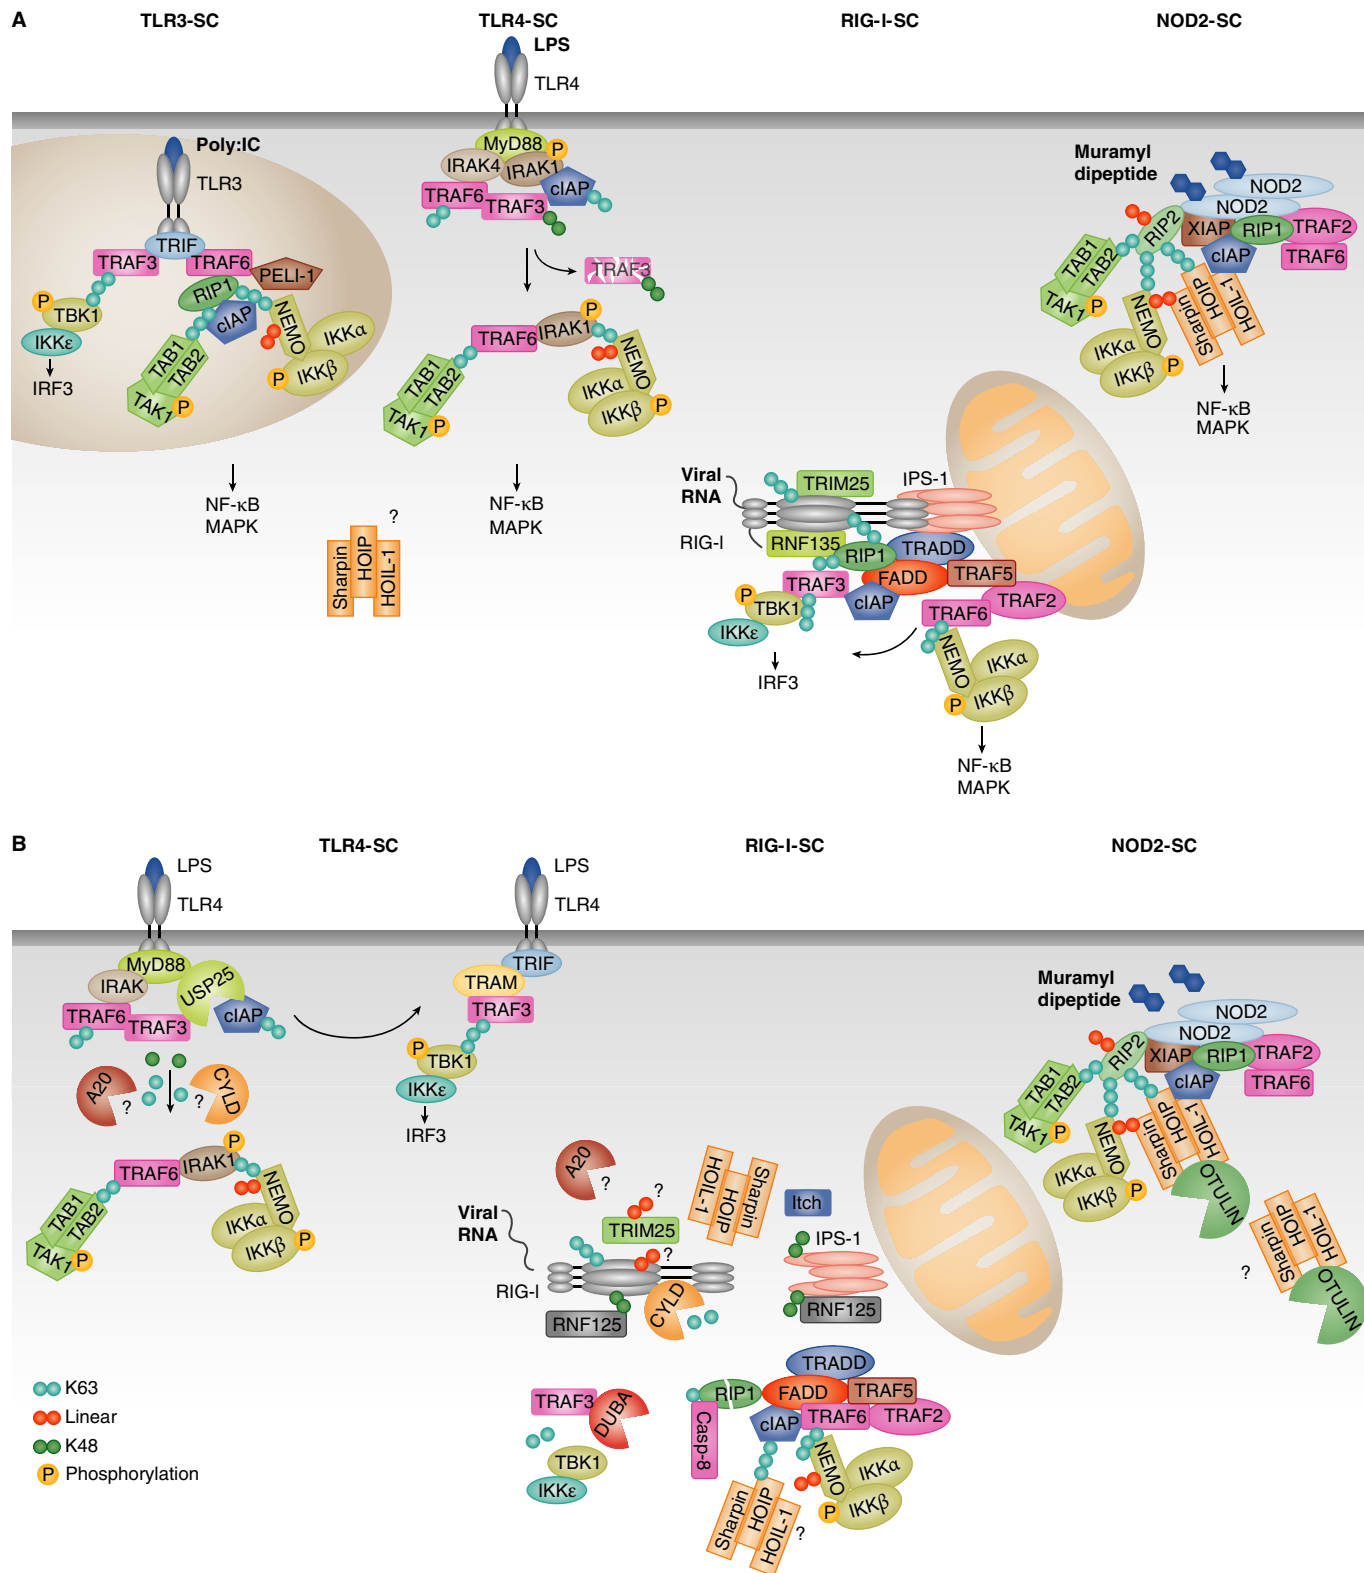 A
TLR3-SC
TLR4-SC
RIG-I-SC
NOD2-SC
LPS
TLR4
Poly:IC
TLR3
TRIF
TRAF3
TRAF6
PELI-1
RIP1
cIAP
P
TBK1
IKKε
IRF3
NEMO
IKKα
IKKβ
P
TAB1
TAB2
TAK1
P
NF-κB
MAPK
MyD88
P
IRAK4
IRAK1
cIAP
TRAF6
TRAF3
TRAF3
P
TRAF6
IRAK1
TAB1
TAB2
TAK1
P
NEMO
IKKα
IKKβ
P
NF-κB
MAPK
?
Sharpin
HOIP
HOIL-1
Viral
RNA
TRIM25
IPS-1
RIG-I
RNF135
RIP1
TRADD
TRAF3
FADD
TRAF5
P
TBK1
cIAP
TRAF6
TRAF2
IKKε
IRF3
NEMO
IKKα
IKKβ
P
NF-κB
MAPK
Muramyl
dipeptide
NOD2
NOD2
RIP2
XIAP
RIP1
TRAF2
cIAP
TRAF6
TAB1
TAB2
TAK1
P
NEMO
Sharpin
HOIP
HOIL-1
IKKα
IKKβ
P
NF-κB
MAPK
B
TLR4-SC
RIG-I-SC
NOD2-SC
LPS
TLR4
MyD88
IRAK
USP25
TRAF6
TRAF3
cIAP
A20
?
?
CYLD
P
TRAF6
IRAK1
TAB1
TAB2
TAK1
P
NEMO
IKKα
IKKβ
P
LPS
TLR4
TRIF
TRAM
TRAF3
P
TBK1
IKKε
IRF3
A20
?
Viral
RNA
?
TRIM25
?
HOIL-1
HOIP
Sharpin
Itch
IPS-1
RIG-I
RNF125
CYLD
RNF125
TRAF3
DUBA
TBK1
IKKε
TRADD
RIP1
FADD
TRAF5
Casp-8
cIAP
TRAF6
TRAF2
NEMO
IKKα
IKKβ
P
Sharpin
HOIP
HOIL-1
?
Muramyl
dipeptide
NOD2
NOD2
RIP2
XIAP
RIP1
TRAF2
cIAP
TRAF6
TAB1
TAB2
TAK1
P
NEMO
Sharpin
HOIP
HOIL-1
IKKα
IKKβ
P
OTULIN
?
Sharpin
HOIP
HOIL-1
OTULIN
K63
Linear
K48
P Phosphorylation